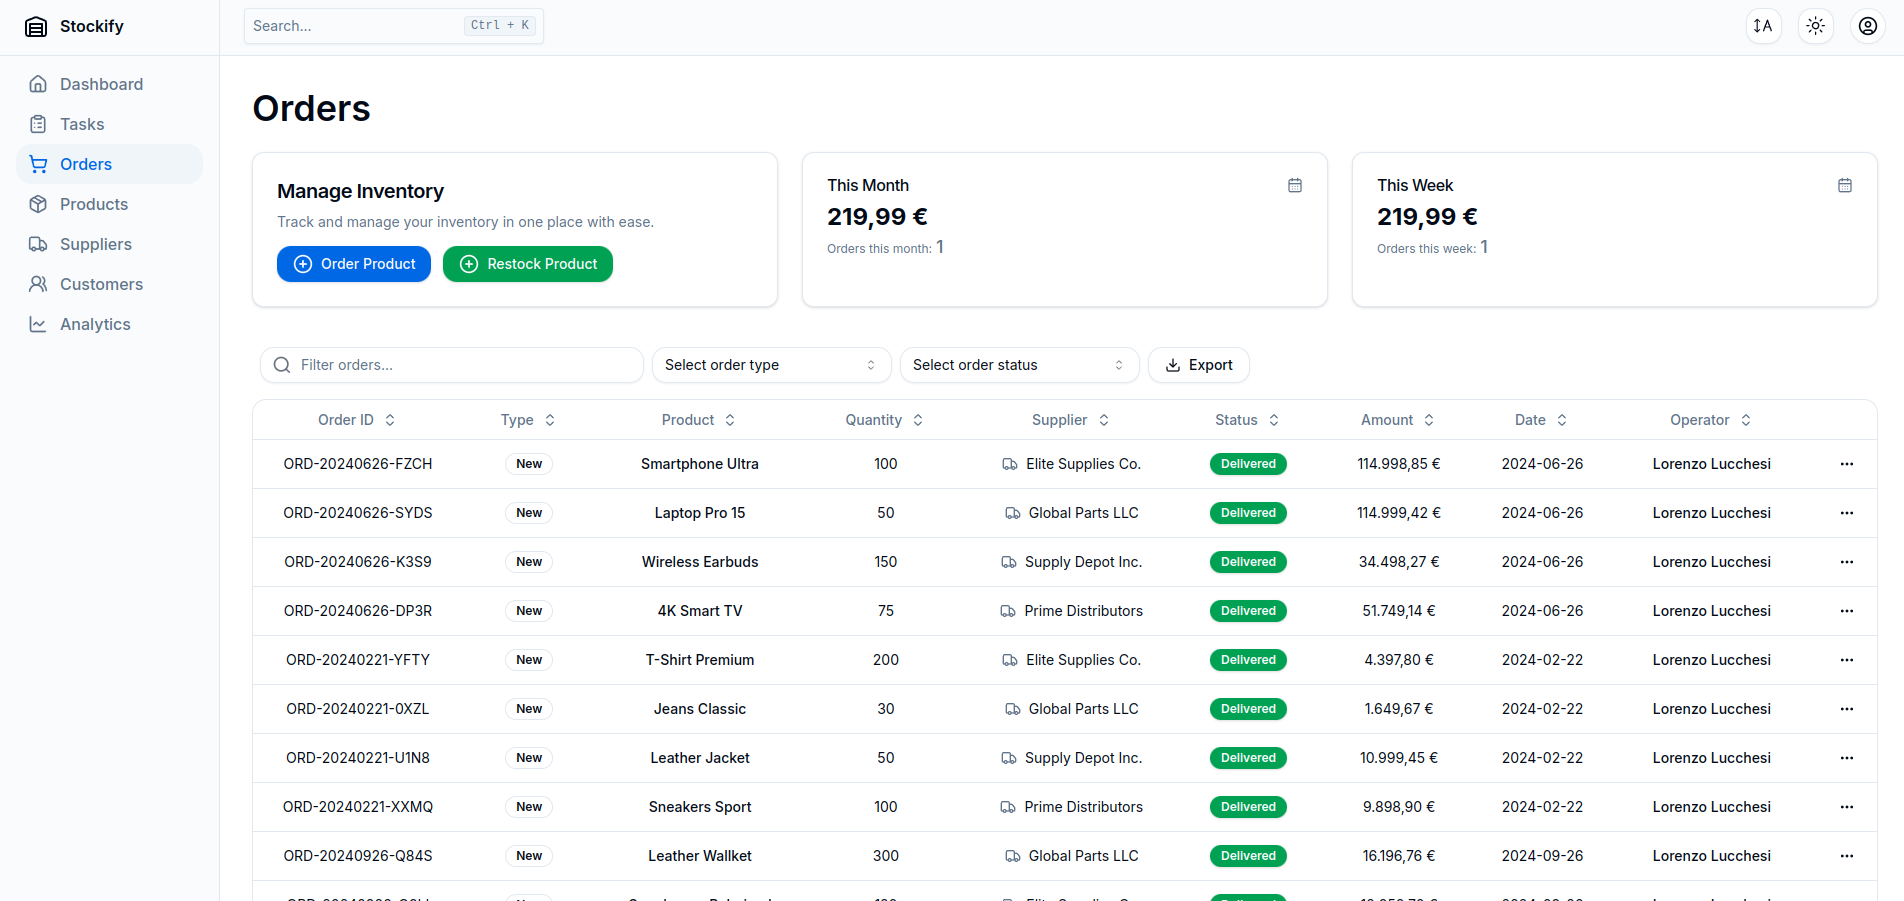 Stockify
Search...
Ctrl + K
Dashboard
Tasks
Orders
Products
Suppliers
Customers
Analytics
Orders
Manage Inventory
Track and manage your inventory in one place with ease.
Order Product
Restock Product
This Month
219,99 €
Orders this month: 1
This Week
219,99 €
Orders this week: 1
Filter orders...
Select order type
Select order status
Export
Order ID Type Product Quantity Supplier Status Amount Date Operator
ORD-20240626-FZCH New Smartphone Ultra 100 Elite Supplies Co. Delivered 114.998,85 € 2024-06-26 Lorenzo Lucchesi
ORD-20240626-SYDS New Laptop Pro 15 50 Global Parts LLC Delivered 114.999,42 € 2024-06-26 Lorenzo Lucchesi
ORD-20240626-K3S9 New Wireless Earbuds 150 Supply Depot Inc. Delivered 34.498,27 € 2024-06-26 Lorenzo Lucchesi
ORD-20240626-DP3R New 4K Smart TV 75 Prime Distributors Delivered 51.749,14 € 2024-06-26 Lorenzo Lucchesi
ORD-20240221-YFTY New T-Shirt Premium 200 Elite Supplies Co. Delivered 4.397,80 € 2024-02-22 Lorenzo Lucchesi
ORD-20240221-0XZL New Jeans Classic 30 Global Parts LLC Delivered 1.649,67 € 2024-02-22 Lorenzo Lucchesi
ORD-20240221-U1N8 New Leather Jacket 50 Supply Depot Inc. Delivered 10.999,45 € 2024-02-22 Lorenzo Lucchesi
ORD-20240221-XXMQ New Sneakers Sport 100 Prime Distributors Delivered 9.898,90 € 2024-02-22 Lorenzo Lucchesi
ORD-20240926-Q84S New Leather Wallket 300 Global Parts LLC Delivered 16.196,76 € 2024-09-26 Lorenzo Lucchesi